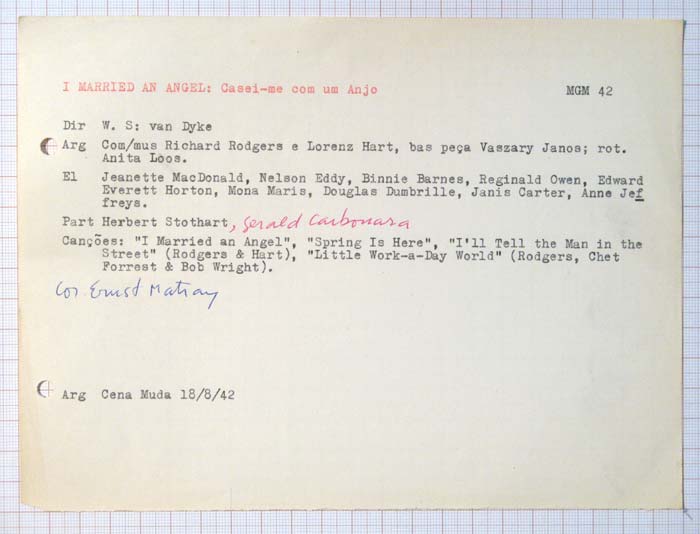 I MARRIED AN ANGEL: Casei-me com um Anjo MGM 42
Dir W. S: van Dyke
Arg Com/mus Richard Rodgers e Lorenz Hart, bas peça Vaszary Janos; rot.
Anita Loos.
El Jeanette MacDonald, Nelson Eddy, Binnie Barnes, Reginald Owen, Edward
Everett Horton, Mona Maris, Douglas Dumbrille, Janis Carter, Anne Jef
freys.
Part Herbert Stothart, Gerald Carbonara
Canções: "I Married an Angel", "Spring Is Here", "I'll Tell the Man in the
Street" (Rodgers & Hart), "Little Work-a-Day World" (Rodgers, Chet
Forrest & Bob Wright).
Cor Ernst Matray
Arg Cena Muda 18/8/42